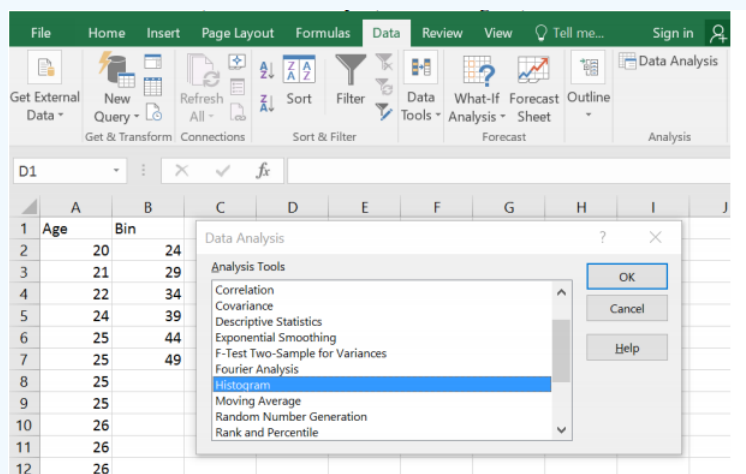 File Home Insert Page Layout Formulas Data Review View Tell me... Sign in
Get External Data
New Query
Refresh All
Sort
Filter
Data Tools
What-If Analysis
Forecast Sheet
Outline
Data Analysis
Get & Transform Connections Sort & Filter Forecast Analysis
D1 fx
A B C D E F G H I J
1 Age Bin
2 20 24
3 21 29
4 22 34
5 24 39
6 25 44
7 25 49
8 25
9 25
10 26
11 26
12 26
Data Analysis ?
Analysis Tools
Correlation
Covariance
Descriptive Statistics
Exponential Smoothing
F-Test Two-Sample for Variances
Fourier Analysis
Histogram
Moving Average
Random Number Generation
Rank and Percentile
OK
Cancel
Help